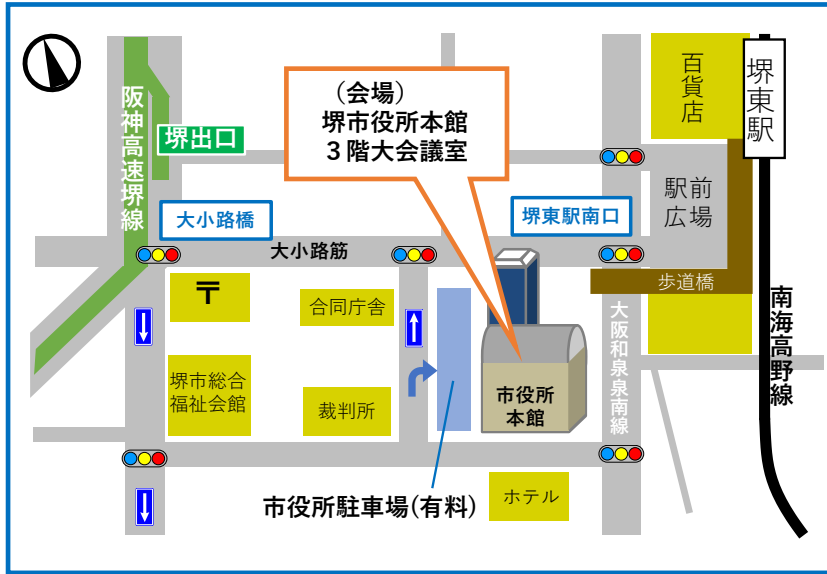 (会場)
堺市役所本館
３階大会議室
阪神高速堺線
堺出口
百貨店
堺東駅
駅前
広場
大小路橋
堺東駅南口
大小路筋
歩道橋
〒
合同庁舎
大阪和泉泉南線
南海高野線
堺市総合
福祉会館
裁判所
市役所
本館
市役所駐車場(有料)
ホテル